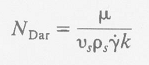 N_Dar = μ / (υ_s ρ_s γ̇ k)